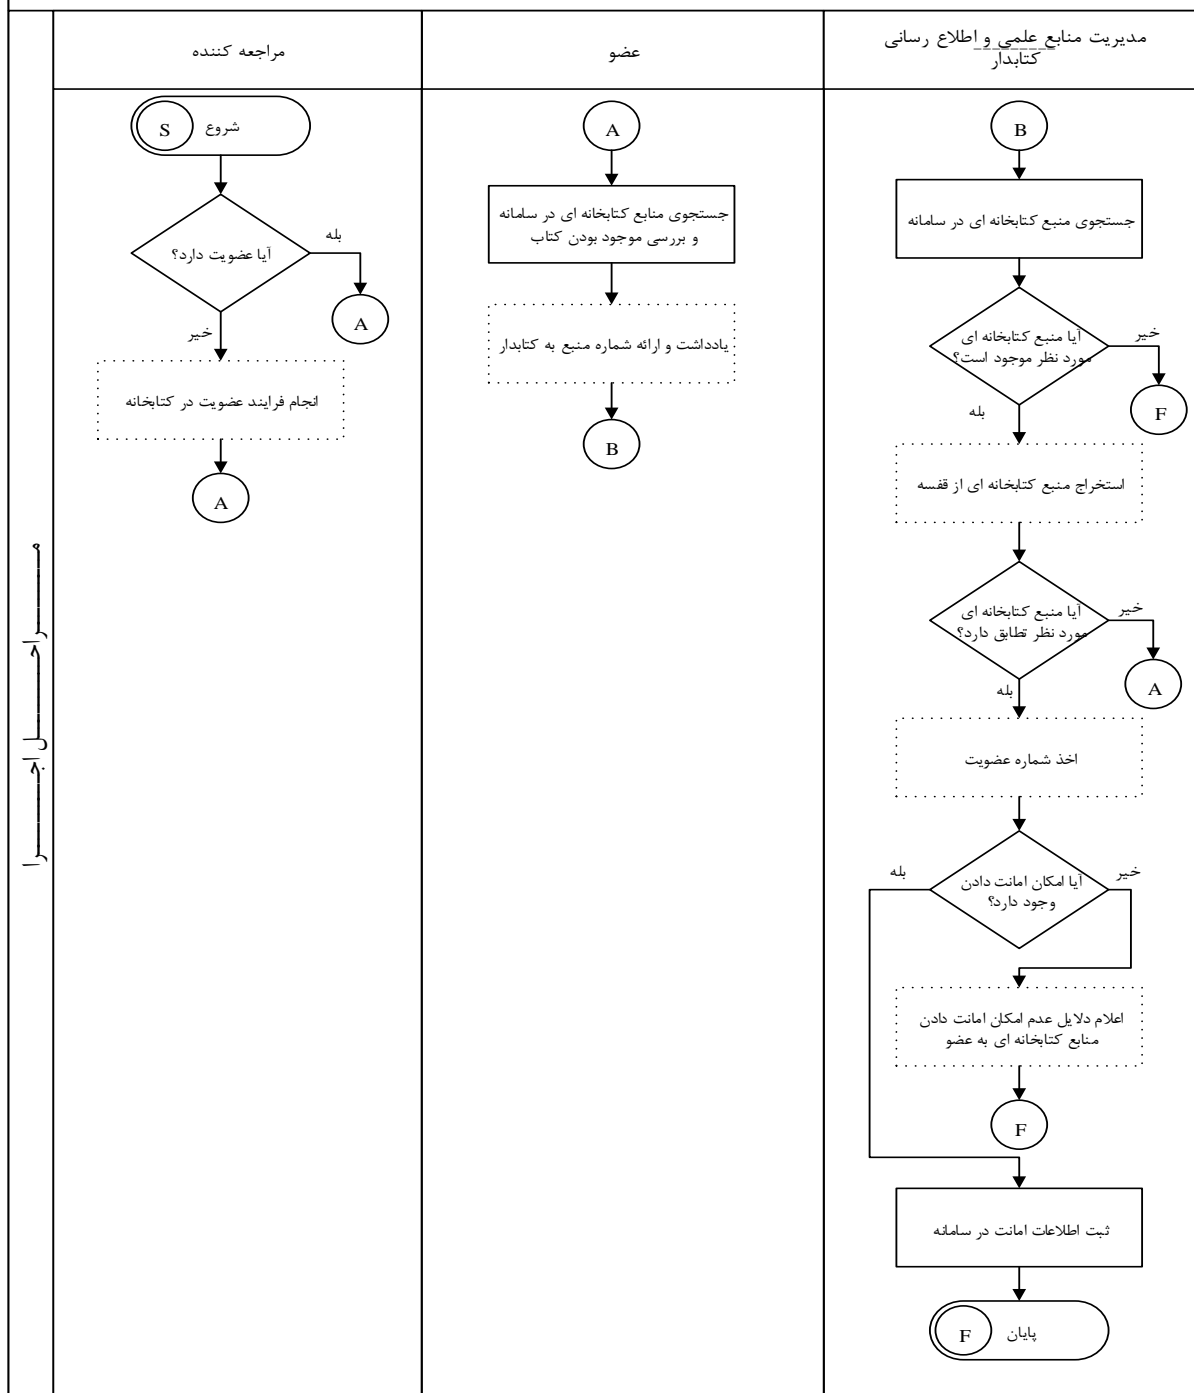 مراجعه کننده
عضو
مدیریت منابع علمی و اطلاع رسانی
کتابدار
مراحل اجرا
شروع
S
آیا عضویت دارد؟
بله
A
خیر
انجام فرایند عضویت در کتابخانه
A
A
جستجوی منابع کتابخانه ای در سامانه
و بررسی موجود بودن کتاب
یادداشت و ارائه شماره منبع به کتابدار
B
B
جستجوی منبع کتابخانه ای در سامانه
آیا منبع کتابخانه ای
مورد نظر موجود است؟
خیر
F
بله
استخراج منبع کتابخانه ای از قفسه
آیا منبع کتابخانه ای
مورد نظر تطابق دارد؟
خیر
A
بله
اخذ شماره عضویت
آیا امکان امانت دادن
وجود دارد؟
خیر
بله
اعلام دلایل عدم امکان امانت دادن
منابع کتابخانه ای به عضو
F
ثبت اطلاعات امانت در سامانه
پایان
F